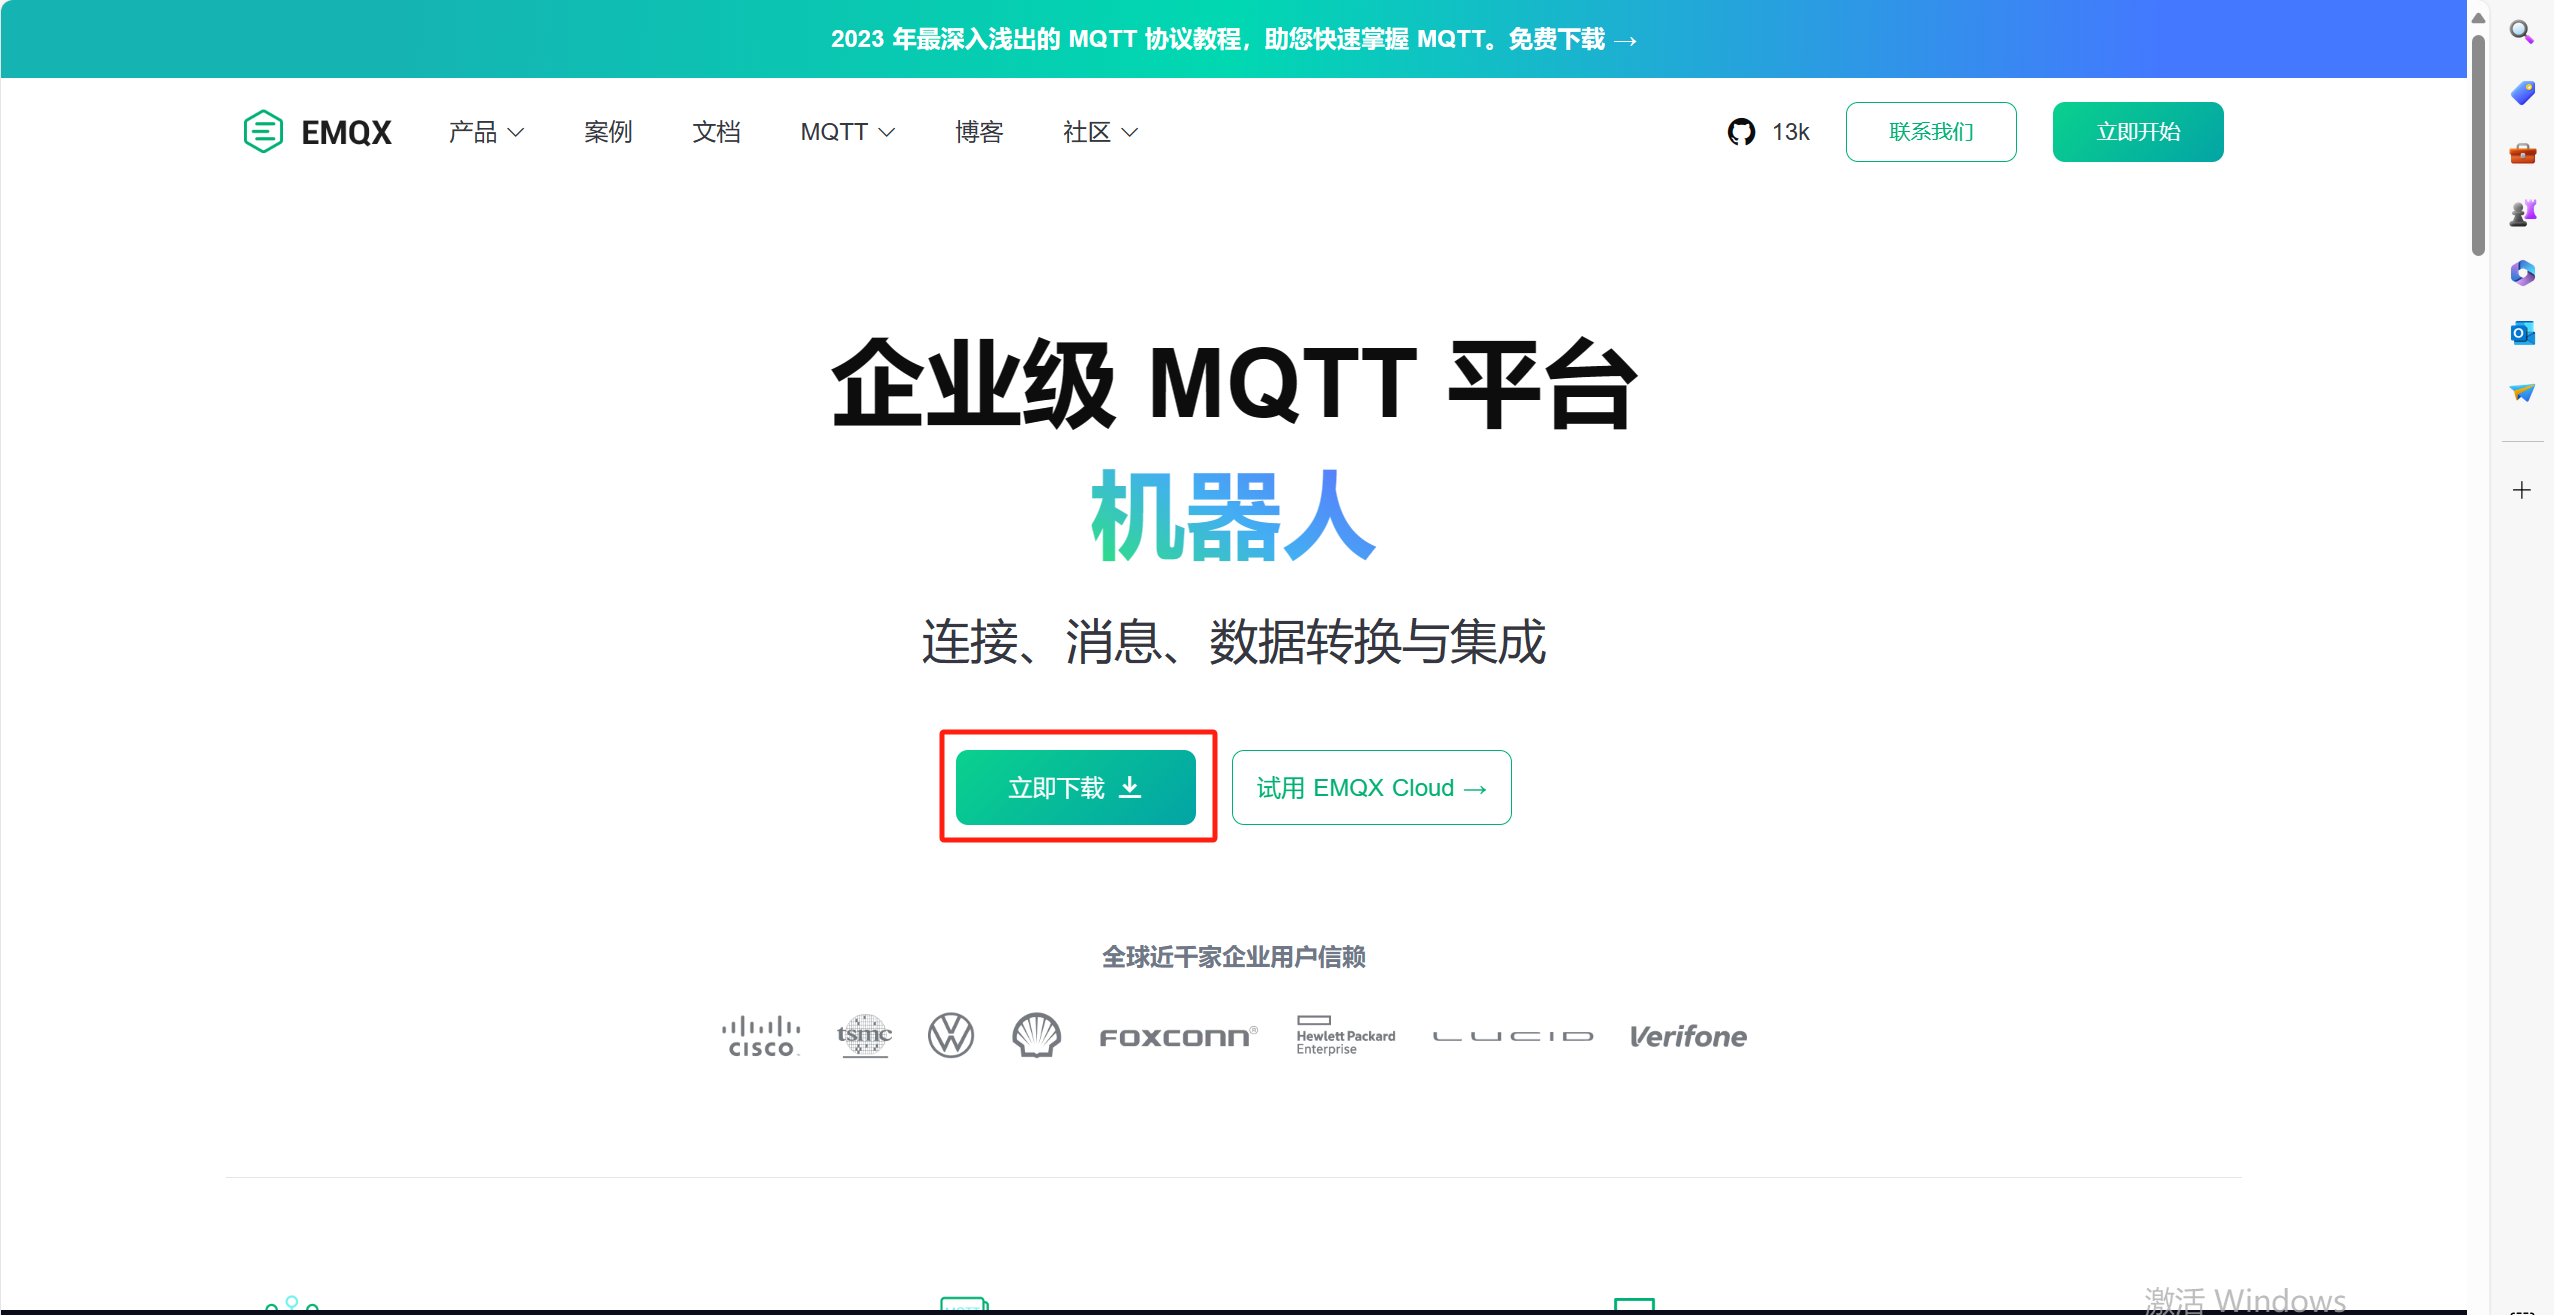 2023 年最深入浅出的 MQTT 协议教程，助您快速掌握 MQTT。免费下载 →
EMQX 产品 案例 文档 MQTT 博客 社区 13k 联系我们 立即开始
企业级 MQTT 平台
机器人
连接、消息、数据转换与集成
立即下载 试用 EMQX Cloud →
全球近千家企业用户信赖
CISCO tsmc FOXCONN® Hewlett Packard Enterprise LUCID Verifone
激活 Windows